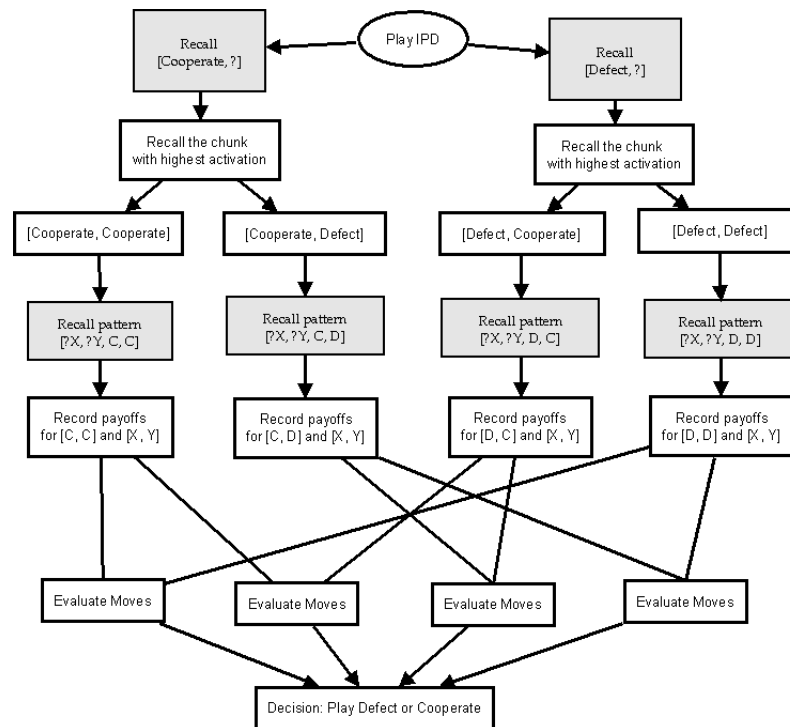 Play IPD
Recall
[Cooperate, ?]
Recall
[Defect, ?]
Recall the chunk
with highest activation
Recall the chunk
with highest activation
[Cooperate, Cooperate]
[Cooperate, Defect]
[Defect, Cooperate]
[Defect, Defect]
Recall pattern
[?X, ?Y, C, C]
Recall pattern
[?X, ?Y, C, D]
Recall pattern
[?X, ?Y, D, C]
Recall pattern
[?X, ?Y, D, D]
Record payoffs
for [C, C] and [X, Y]
Record payoffs
for [C, D] and [X, Y]
Record payoffs
for [D, C] and [X, Y]
Record payoffs
for [D, D] and [X, Y]
Evaluate Moves
Evaluate Moves
Evaluate Moves
Evaluate Moves
Decision: Play Defect or Cooperate